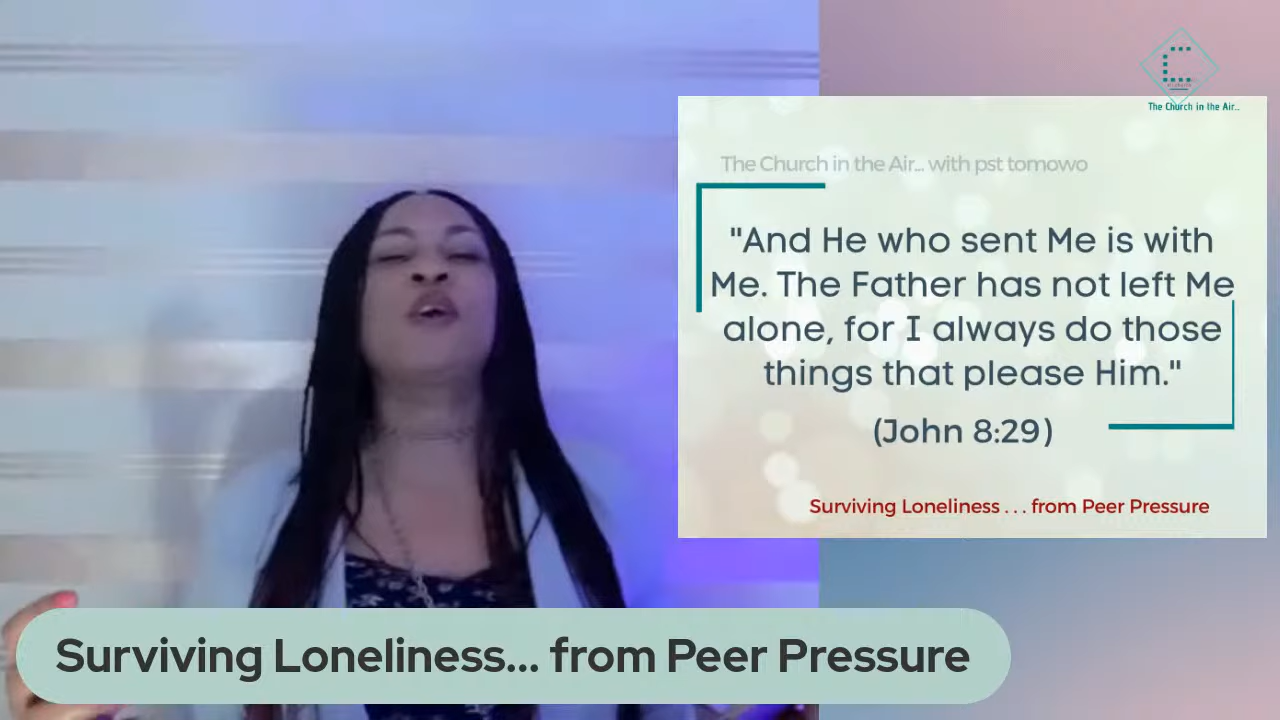 The Church in the Air...
The Church in the Air... with pst tomowo
"And He who sent Me is with
Me. The Father has not left Me
alone, for I always do those
things that please Him."
(John 8:29)
Surviving Loneliness . . . from Peer Pressure
Surviving Loneliness... from Peer Pressure